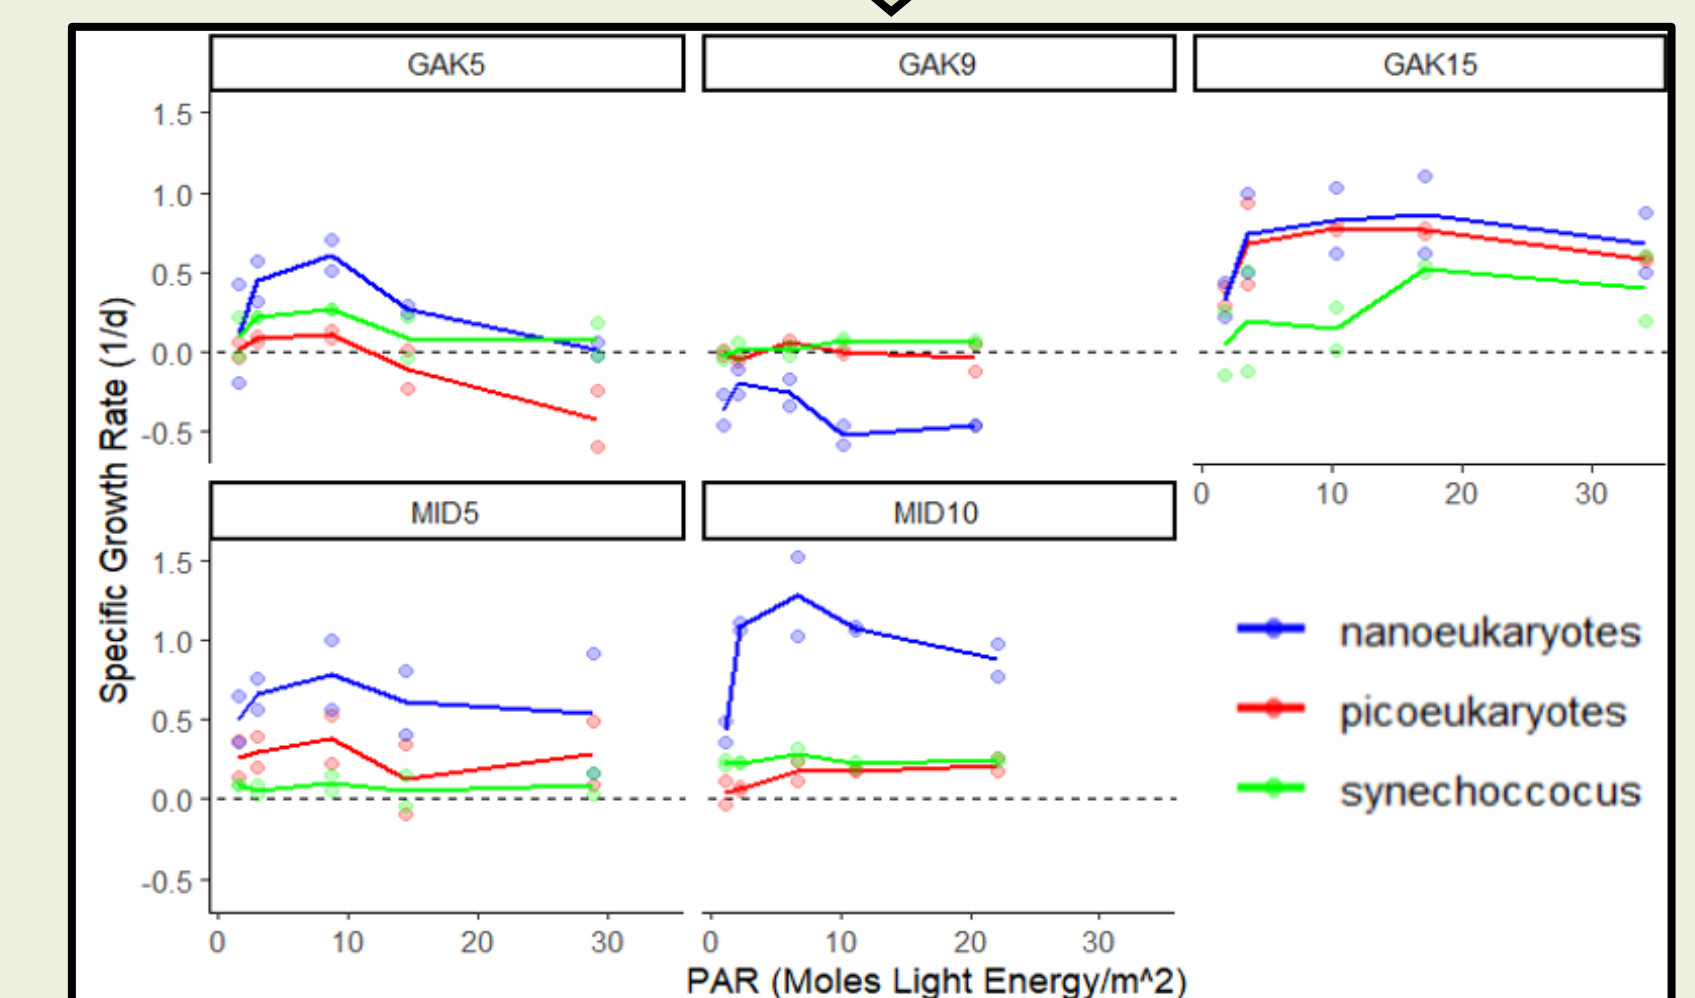 GAK5
GAK9
GAK15
1.5
1.0
0.5
0.0
-0.5
0
10
20
30
MID5
MID10
1.5
1.0
0.5
0.0
-0.5
0
10
20
30
0
10
20
30
Specific Growth Rate (1/d)
PAR (Moles Light Energy/m^2)
nanoeukaryotes
picoeukaryotes
synechoccocus